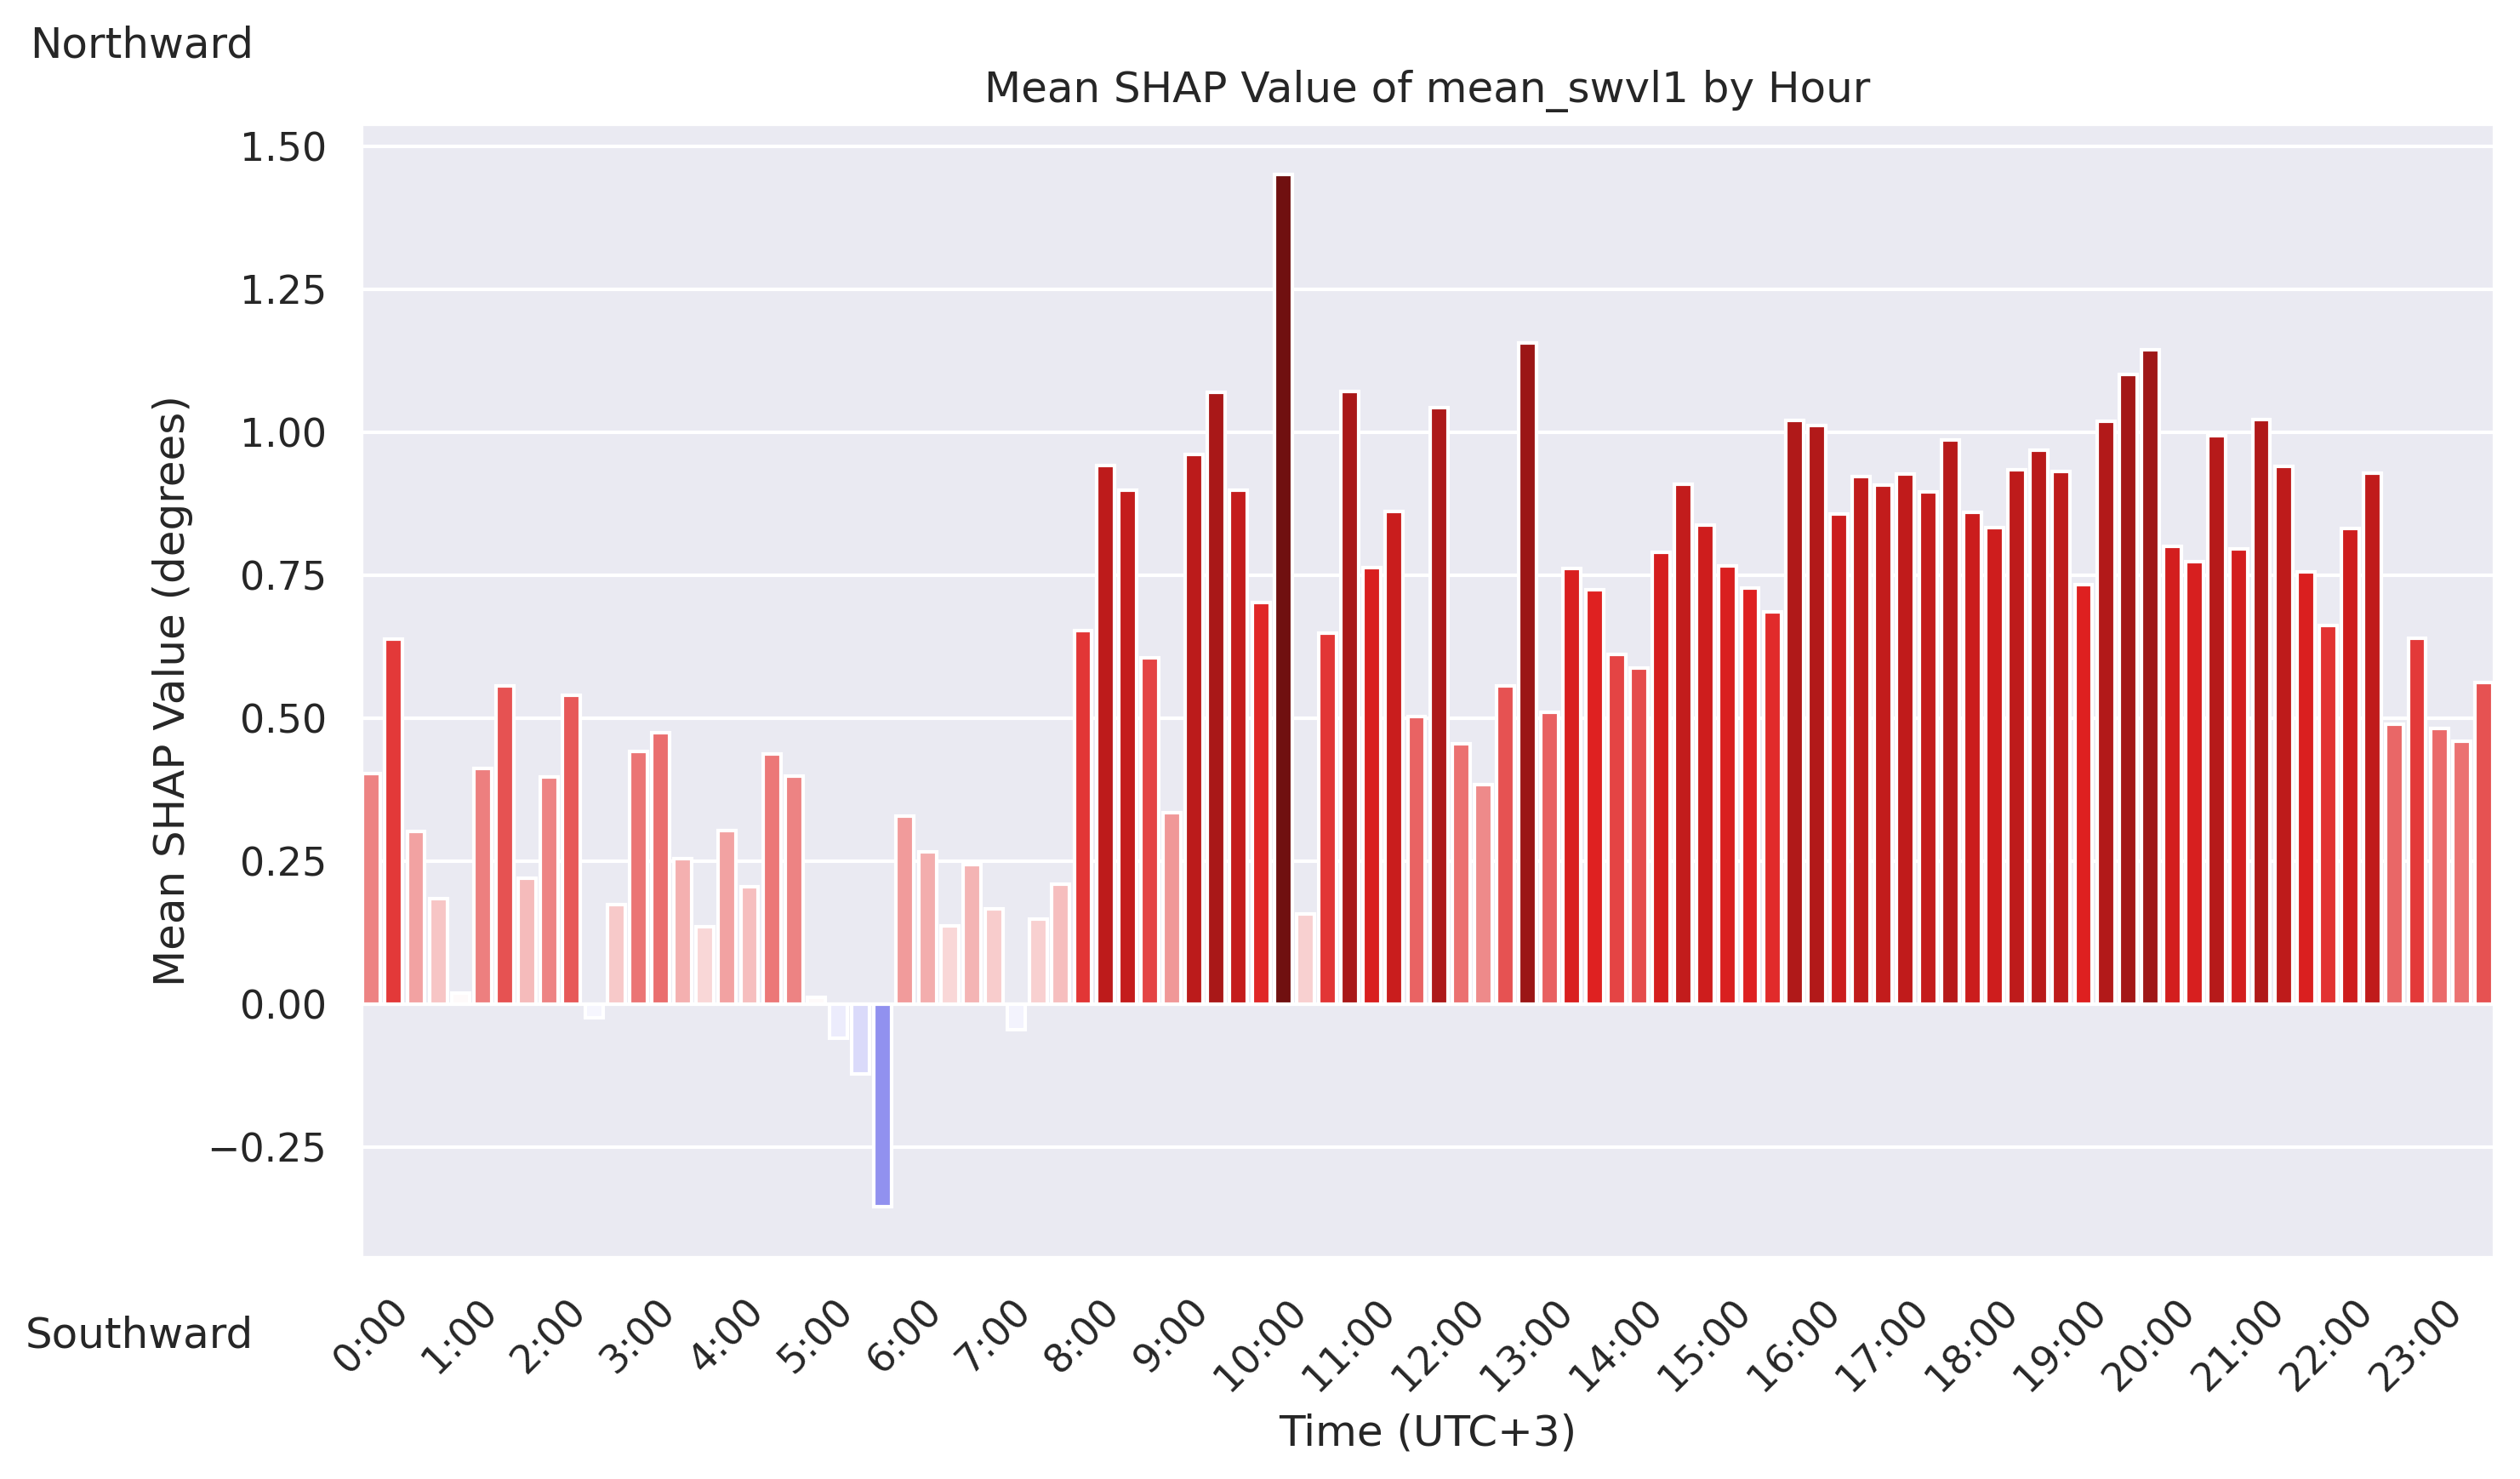 Northward
Mean SHAP Value of mean_swvl1 by Hour
Mean SHAP Value (degrees)
1.50
1.25
1.00
0.75
0.50
0.25
0.00
−0.25
Southward
0:00 1:00 2:00 3:00 4:00 5:00 6:00 7:00 8:00 9:00 10:00 11:00 12:00 13:00 14:00 15:00 16:00 17:00 18:00 19:00 20:00 21:00 22:00 23:00
Time (UTC+3)